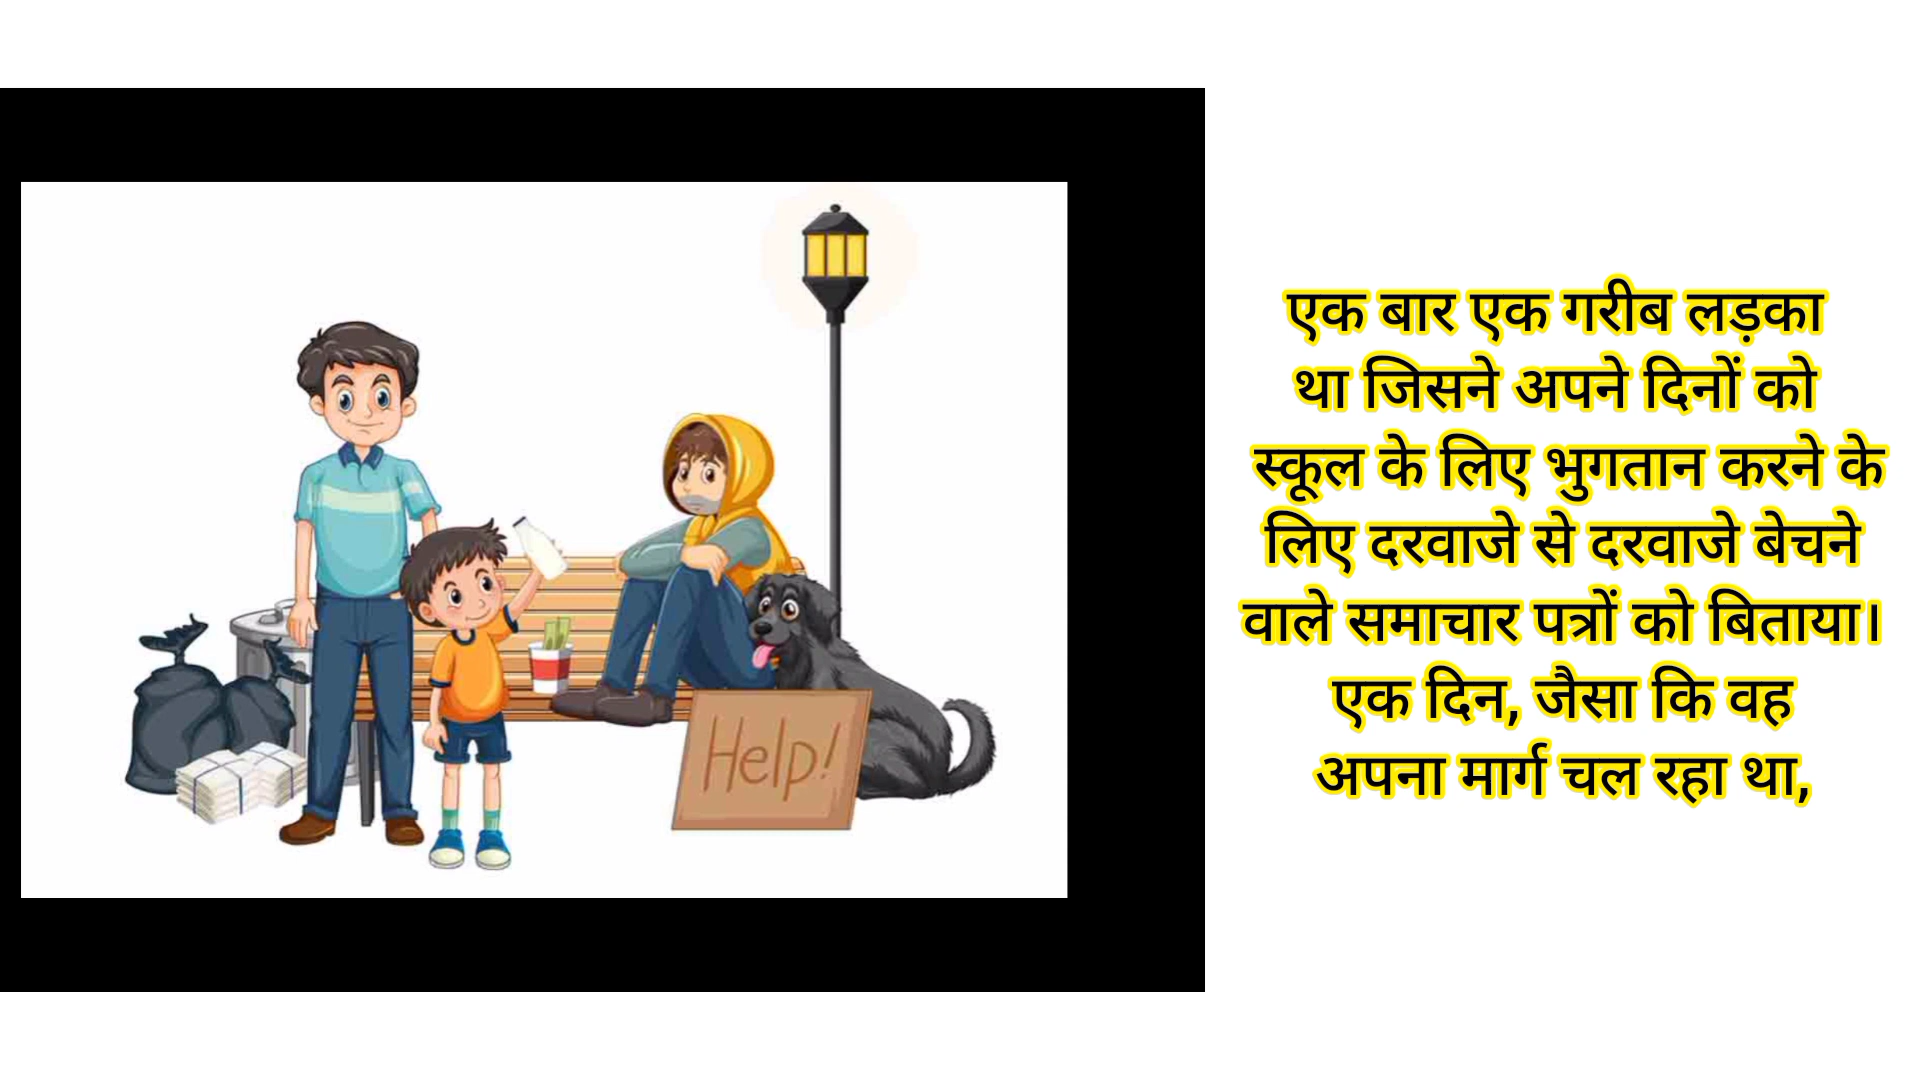 Help!
एक बार एक गरीब लड़का
था जिसने अपने दिनों को
स्कूल के लिए भुगतान करने के
लिए दरवाजे से दरवाजे बेचने
वाले समाचार पत्रों को बिताया।
एक दिन, जैसा कि वह
अपना मार्ग चल रहा था,